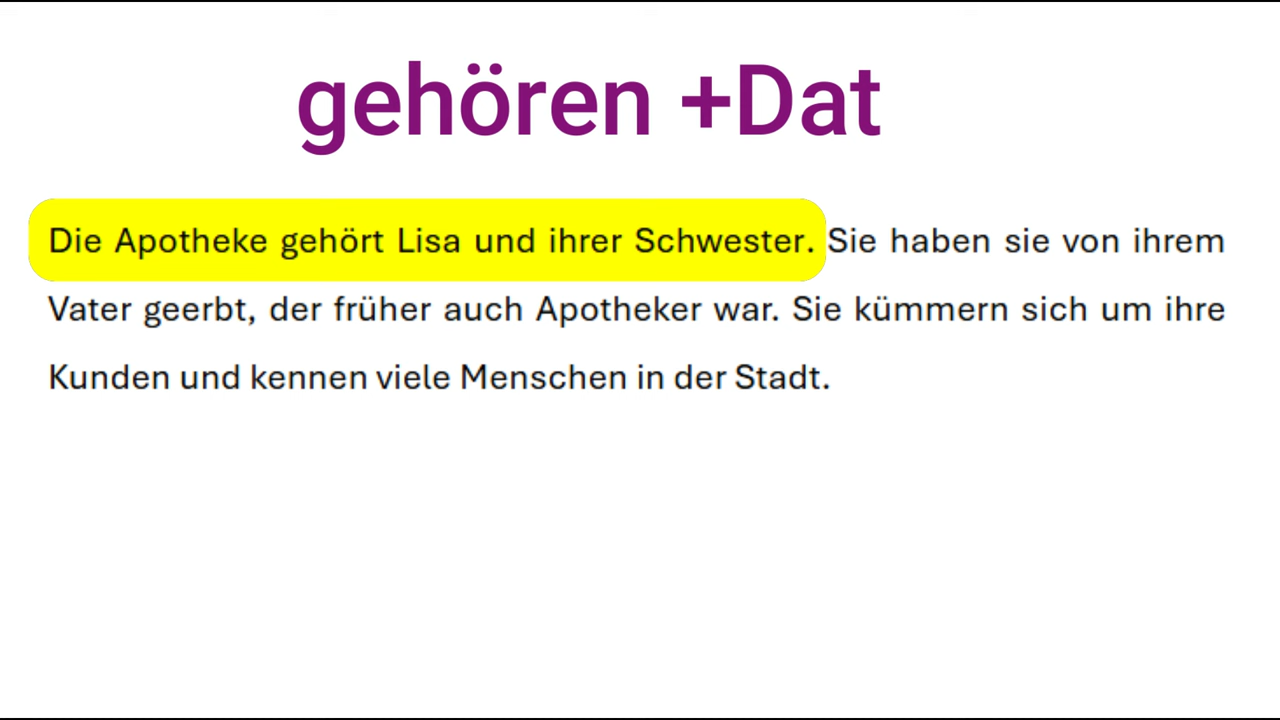 gehören +Dat
Die Apotheke gehört Lisa und ihrer Schwester. Sie haben sie von ihrem
Vater geerbt, der früher auch Apotheker war. Sie kümmern sich um ihre
Kunden und kennen viele Menschen in der Stadt.